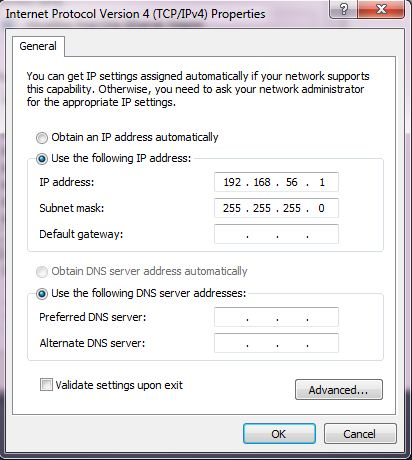 Internet Protocol Version 4 (TCP/IPv4) Properties
?
General
You can get IP settings assigned automatically if your network supports
this capability. Otherwise, you need to ask your network administrator
for the appropriate IP settings.
Obtain an IP address automatically
Use the following IP address:
IP address: 192 . 168 . 56 . 1
Subnet mask: 255 . 255 . 255 . 0
Default gateway: . . .
Obtain DNS server address automatically
Use the following DNS server addresses:
Preferred DNS server: . . .
Alternate DNS server: . . .
Validate settings upon exit
Advanced...
OK Cancel